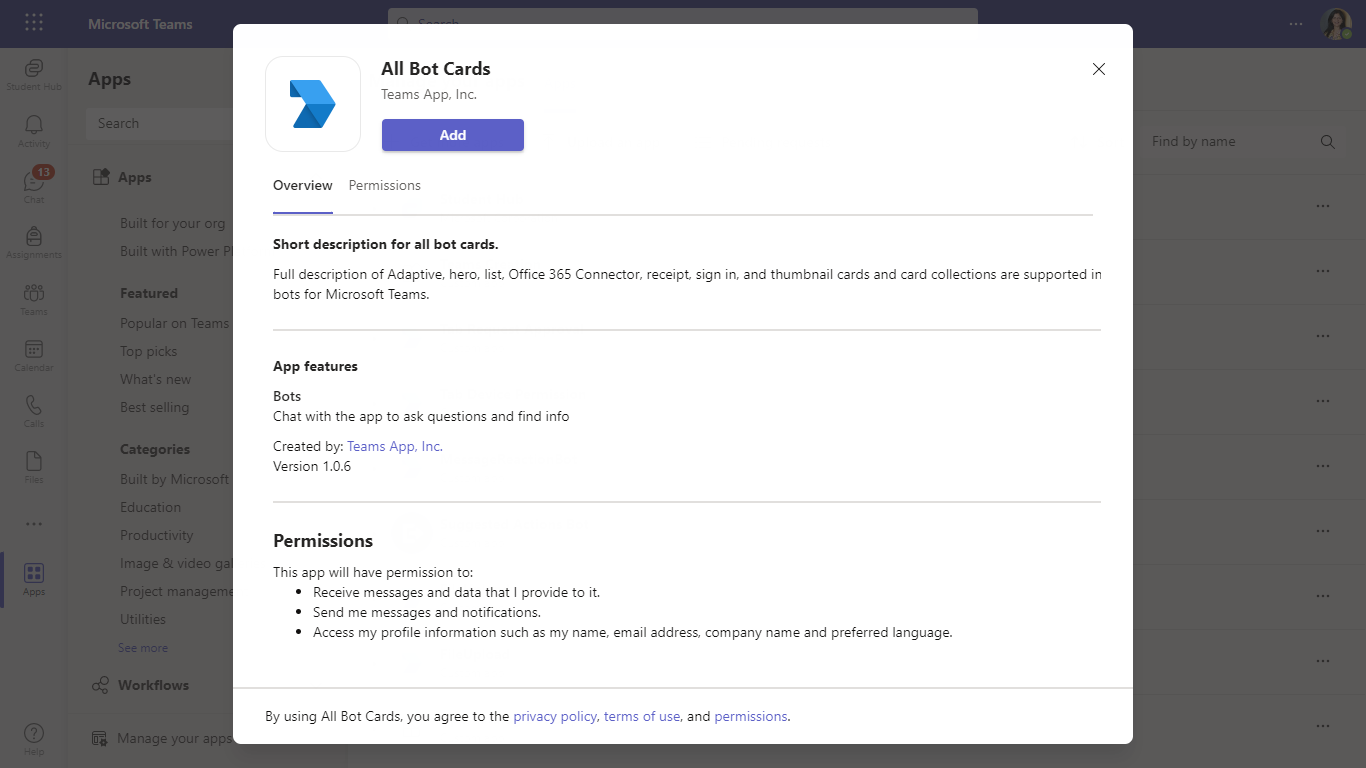 Microsoft Teams
Search
Student Hub
Activity
13
Chat
Assignments
Teams
Calendar
Calls
Files
Apps
Help
Apps
Search
Apps
Built for your org
Built with Power
Featured
Popular on Teams
Top picks
What's new
Best selling
Categories
Built by Microsoft
Education
Productivity
Image & video
Project
Utilities
See more
Workflows
Manage your apps
All Bot Cards
Teams App, Inc.
Add
Overview Permissions
Short description for all bot cards.
Full description of Adaptive, hero, list, Office 365 Connector, receipt, sign in, and thumbnail cards and card collections are supported in
bots for Microsoft Teams.
App features
Bots
Chat with the app to ask questions and find info
Created by: Teams App, Inc.
Version 1.0.6
Permissions
This app will have permission to:
• Receive messages and data that I provide to it.
• Send me messages and notifications.
• Access my profile information such as my name, email address, company name and preferred language.
By using All Bot Cards, you agree to the privacy policy, terms of use, and permissions.
Find by name